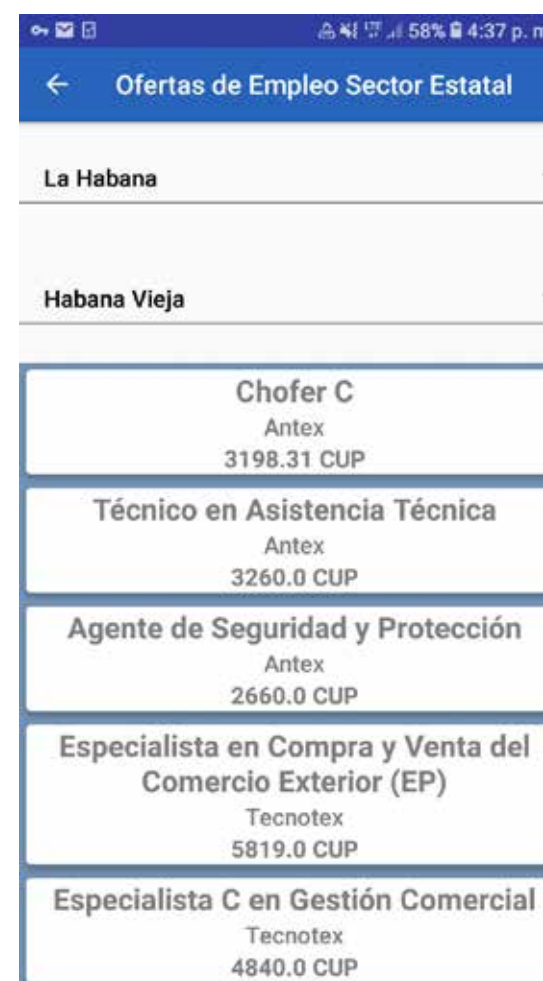 58% 4:37 p. m
Ofertas de Empleo Sector Estatal
La Habana
Habana Vieja
Chofer C
Antex
3198.31 CUP
Técnico en Asistencia Técnica
Antex
3260.0 CUP
Agente de Seguridad y Protección
Antex
2660.0 CUP
Especialista en Compra y Venta del
Comercio Exterior (EP)
Tecnotex
5819.0 CUP
Especialista C en Gestión Comercial
Tecnotex
4840.0 CUP